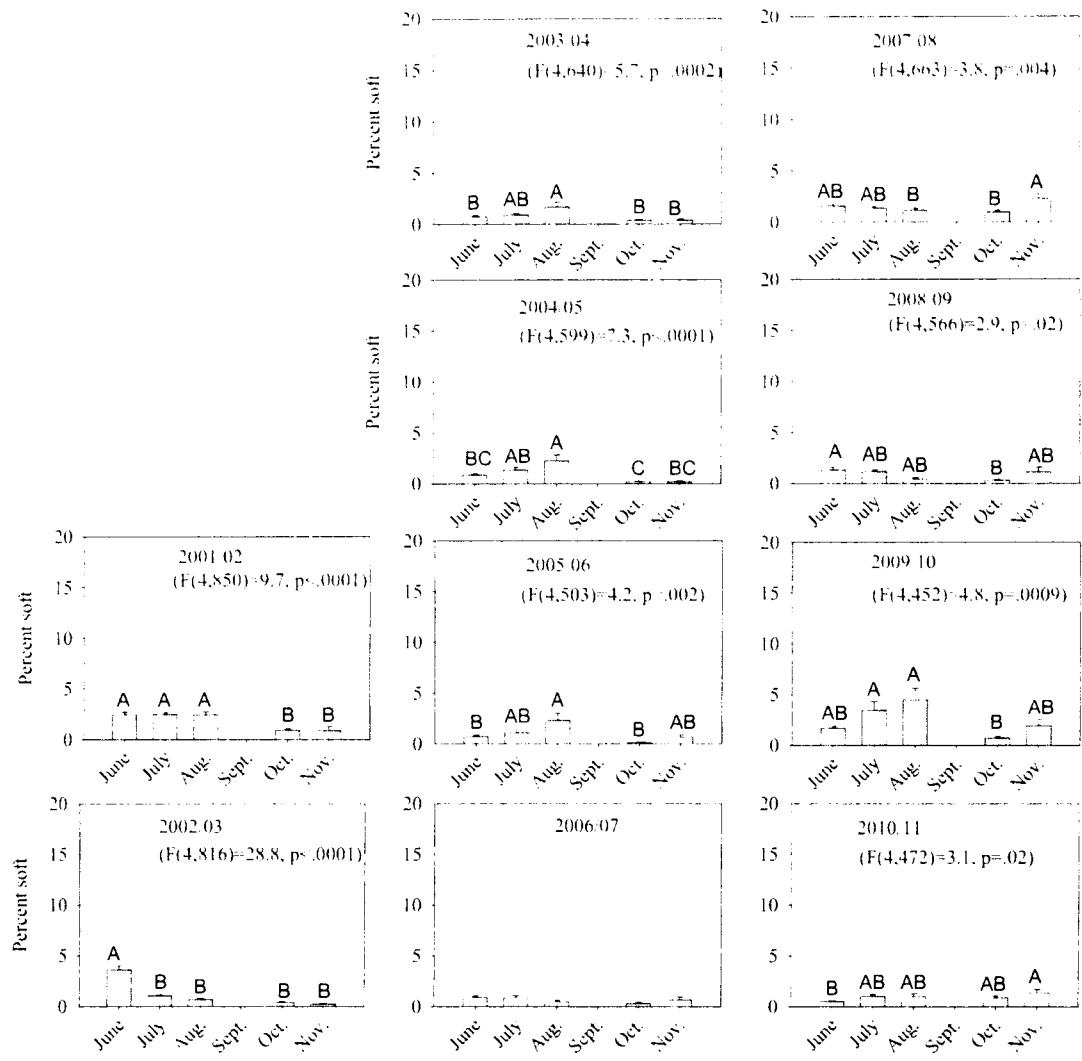 Percent soft
20
15
10
5
0
2003/04
(F(4,640)=5.7, p=.0002)
B AB A B B
June July Aug. Sept. Oct. Nov.
20
15
10
5
0
2007/08
(F(4,663)=3.8, p=.004)
AB AB B B A
June July Aug. Sept. Oct. Nov.
Percent soft
20
15
10
5
0
2004/05
(F(4,599)=7.3, p<.0001)
BC AB A C BC
June July Aug. Sept. Oct. Nov.
20
15
10
5
0
2008/09
(F(4,566)=2.9, p=.02)
A AB AB B AB
June July Aug. Sept. Oct. Nov.
Percent soft
20
15
10
5
0
2001/02
(F(4,850)=9.7, p<.0001)
A A A B B
June July Aug. Sept. Oct. Nov.
20
15
10
5
0
2005/06
(F(4,503)=4.2, p=.002)
B AB A B AB
June July Aug. Sept. Oct. Nov.
20
15
10
5
0
2009/10
(F(4,452)=4.8, p=.0009)
AB A A B AB
June July Aug. Sept. Oct. Nov.
Percent soft
20
15
10
5
0
2002/03
(F(4,816)=28.8, p<.0001)
A B B B B
June July Aug. Sept. Oct. Nov.
20
15
10
5
0
2006/07
June July Aug. Sept. Oct. Nov.
20
15
10
5
0
2010/11
(F(4,472)=3.1, p=.02)
B AB AB AB A
June July Aug. Sept. Oct. Nov.